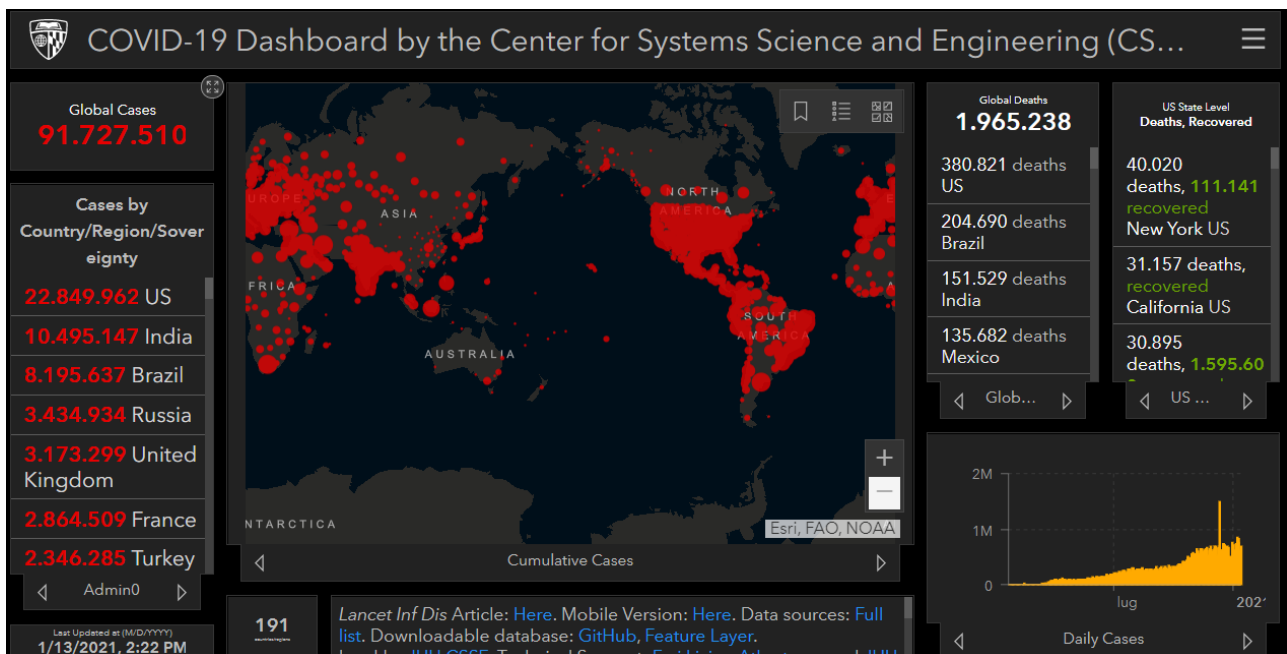 COVID-19 Dashboard by the Center for Systems Science and Engineering (CS...
Global Cases
91.727.510
Cases by
Country/Region/Sover
eignty
22.849.962 US
10.495.147 India
8.195.637 Brazil
3.434.934 Russia
3.173.299 United
Kingdom
2.864.509 France
2.346.285 Turkey
Admin0
Last Updated at (M/D/YYYY)
1/13/2021, 2:22 PM
EUROPE
ASIA
NORTH
AMERICA
E
FRICA
A
SOUTH
AMERICA
AUSTRALIA
NTARCTICA
Esri, FAO, NOAA
Cumulative Cases
191
countries/regions
Lancet Inf Dis Article: Here. Mobile Version: Here. Data sources: Full
list. Downloadable database: GitHub, Feature Layer.
Global Deaths
1.965.238
380.821 deaths
US
204.690 deaths
Brazil
151.529 deaths
India
135.682 deaths
Mexico
Glob...
US State Level
Deaths, Recovered
40.020
deaths, 111.141
recovered
New York US
31.157 deaths,
recovered
California US
30.895
deaths, 1.595.60
US ...
2M
1M
0
lug
202
Daily Cases